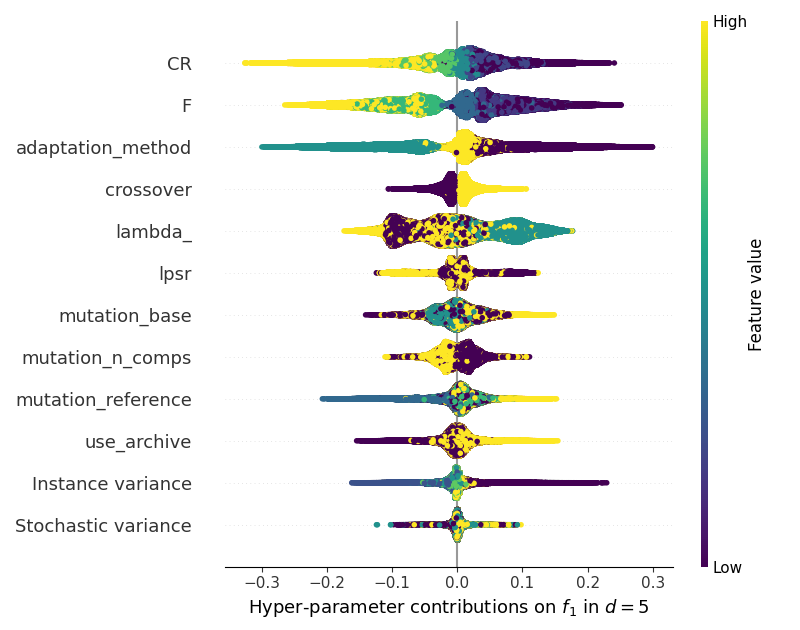 High
CR
F
adaptation_method
crossover
lambda_
lpsr
mutation_base
mutation_n_comps
mutation_reference
use_archive
Instance variance
Stochastic variance
Feature value
Low
−0.3 −0.2 −0.1 0.0 0.1 0.2 0.3
Hyper-parameter contributions on $f_1$ in $d = 5$